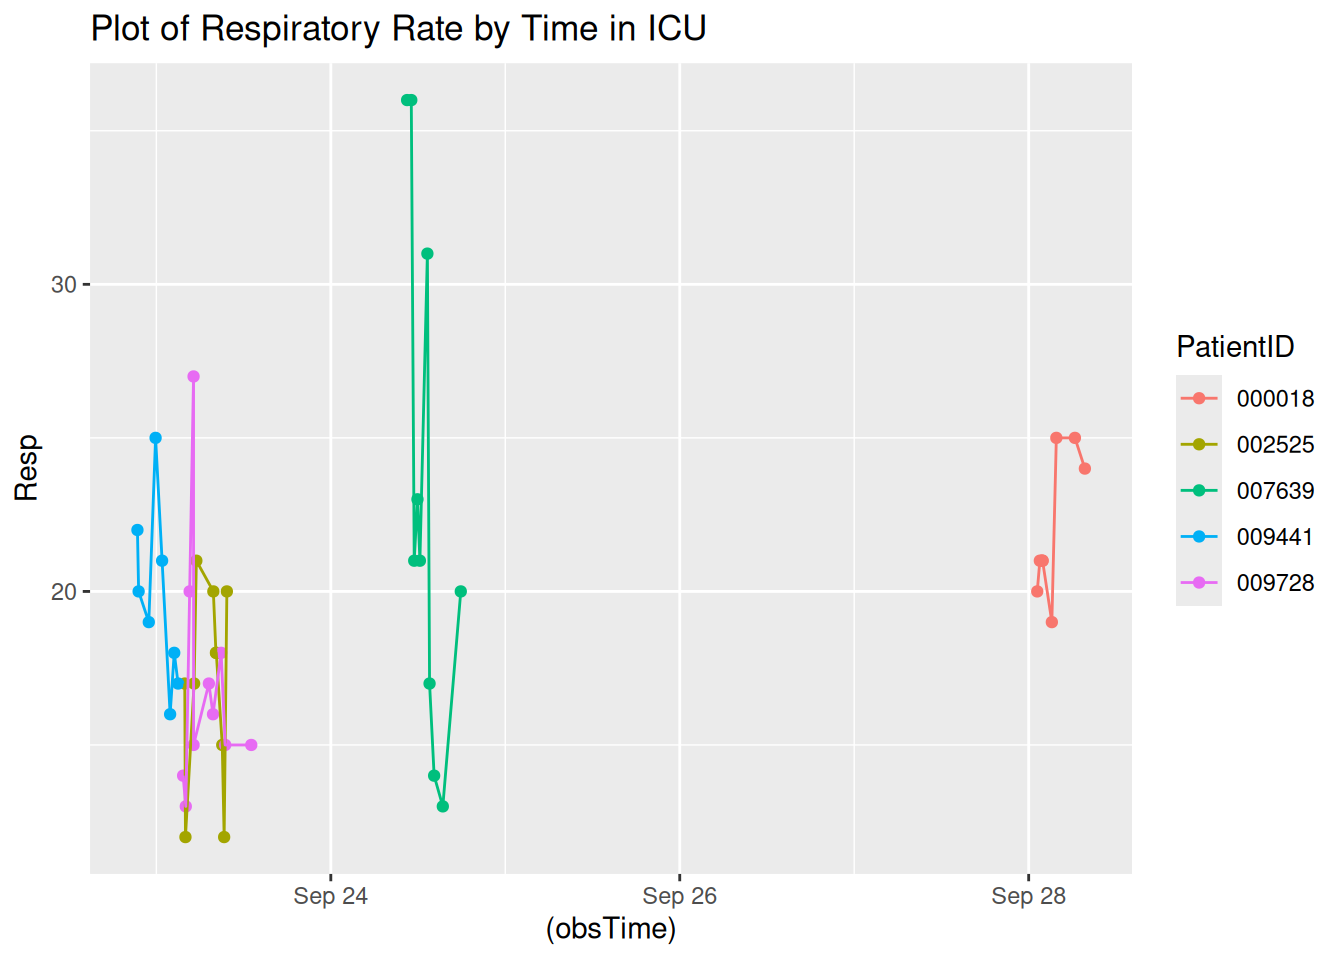 Plot of Respiratory Rate by Time in ICU
30
20
Resp
Sep 24
Sep 26
Sep 28
(obsTime)
PatientID
000018
002525
007639
009441
009728